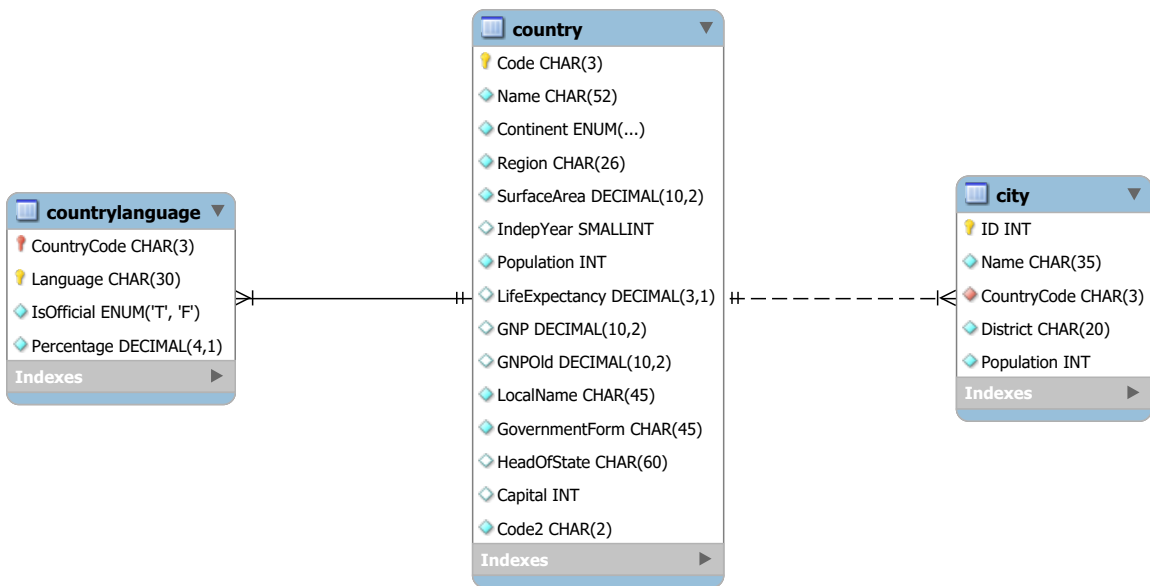 countrylanguage
CountryCode CHAR(3)
Language CHAR(30)
IsOfficial ENUM('T', 'F')
Percentage DECIMAL(4,1)
Indexes
country
Code CHAR(3)
Name CHAR(52)
Continent ENUM(...)
Region CHAR(26)
SurfaceArea DECIMAL(10,2)
IndepYear SMALLINT
Population INT
LifeExpectancy DECIMAL(3,1)
GNP DECIMAL(10,2)
GNPOld DECIMAL(10,2)
LocalName CHAR(45)
GovernmentForm CHAR(45)
HeadOfState CHAR(60)
Capital INT
Code2 CHAR(2)
Indexes
city
ID INT
Name CHAR(35)
CountryCode CHAR(3)
District CHAR(20)
Population INT
Indexes